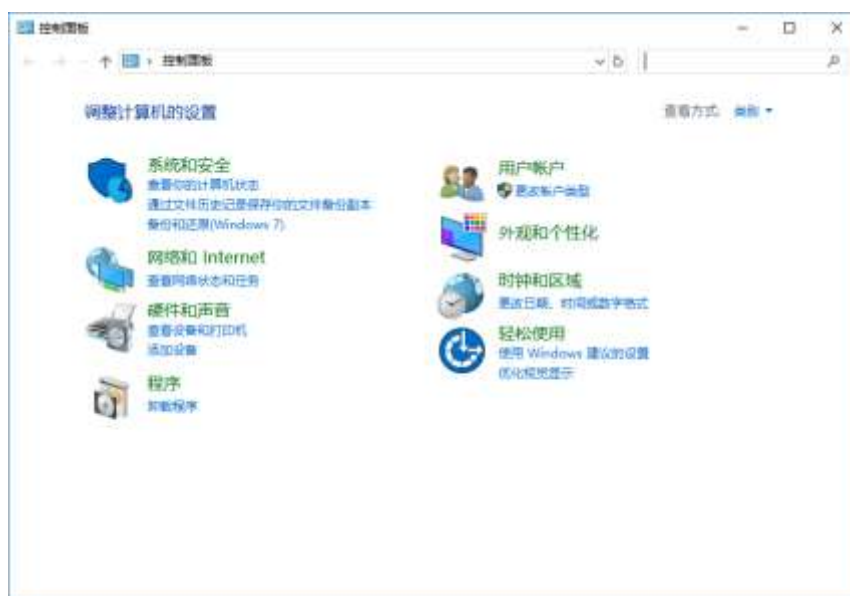 控制面板
控制面板
调整计算机的设置
查看方式: 类别
系统和安全
查看你的计算机状态
通过文件历史记录保存你的文件备份副本
备份和还原(Windows 7)
网络和 Internet
查看网络状态和任务
硬件和声音
查看设备和打印机
添加设备
程序
卸载程序
用户帐户
更改帐户类型
外观和个性化
时钟和区域
更改日期、时间或数字格式
轻松使用
使用 Windows 建议的设置
优化视觉显示